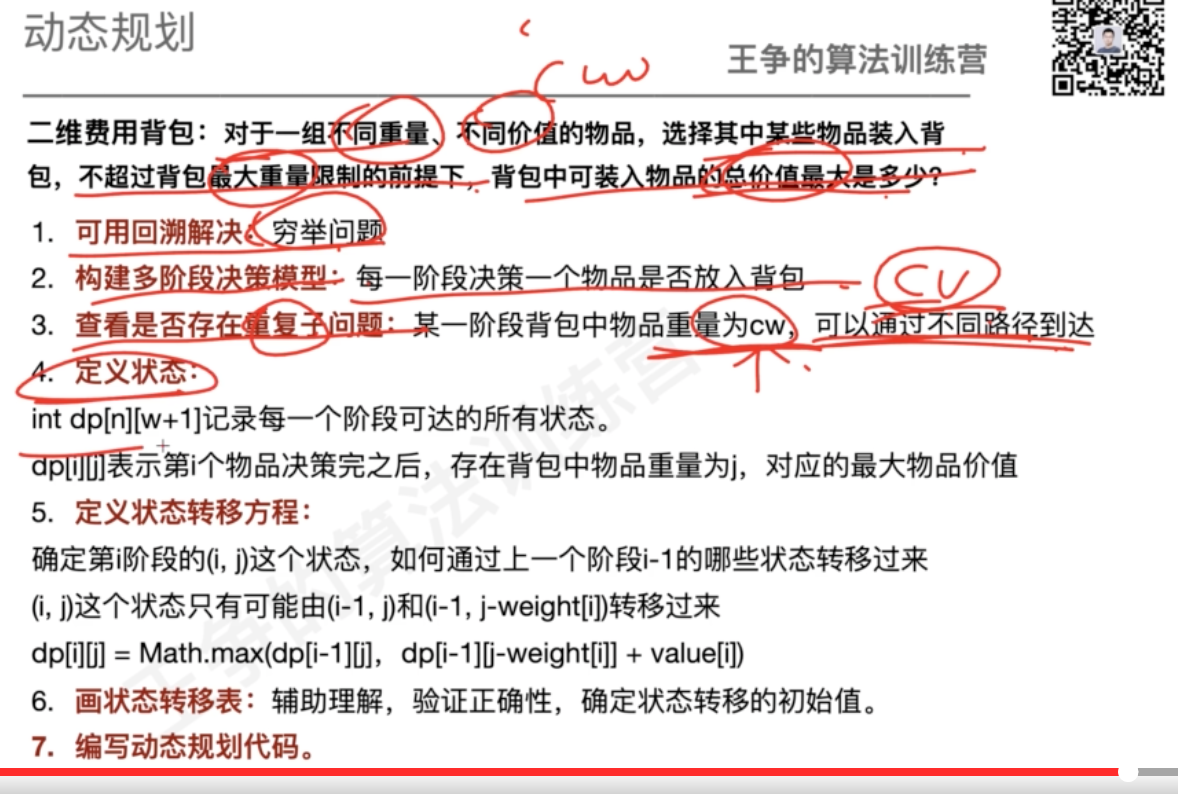 动态规划
王争的算法训练营
cw
二维费用背包：对于一组不同重量、不同价值的物品，选择其中某些物品装入背
包，不超过背包最大重量限制的前提下，背包中可装入物品的总价值最大是多少？
1. 可用回溯解决：穷举问题
2. 构建多阶段决策模型：每一阶段决策一个物品是否放入背包
cv
3. 查看是否存在重复子问题：某一阶段背包中物品重量为cw，可以通过不同路径到达
4. 定义状态：
int dp[n][w+1]记录每一个阶段可达的所有状态。
dp[i][j]表示第i个物品决策完之后，存在背包中物品重量为j，对应的最大物品价值
5. 定义状态转移方程：
确定第i阶段的(i, j)这个状态，如何通过上一个阶段i-1的哪些状态转移过来
(i, j)这个状态只有可能由(i-1, j)和(i-1, j-weight[i])转移过来
dp[i][j] = Math.max(dp[i-1][j]，dp[i-1][j-weight[i]] + value[i])
6. 画状态转移表：辅助理解，验证正确性，确定状态转移的初始值。
7. 编写动态规划代码。
王争的算法训练营